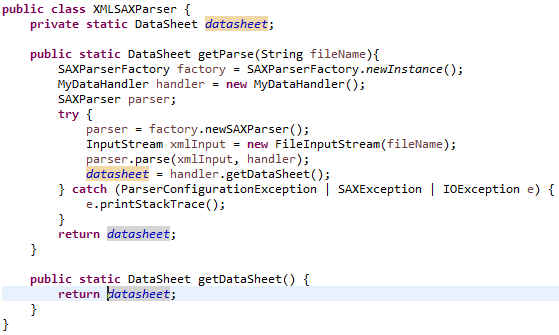 public class XMLSAXParser {
    private static DataSheet datasheet;

    public static DataSheet getParse(String fileName){
        SAXParserFactory factory = SAXParserFactory.newInstance();
        MyDataHandler handler = new MyDataHandler();
        SAXParser parser;
        try {
            parser = factory.newSAXParser();
            InputStream xmlInput = new FileInputStream(fileName);
            parser.parse(xmlInput, handler);
            datasheet = handler.getDataSheet();
        } catch (ParserConfigurationException | SAXException | IOException e) {
            e.printStackTrace();
        }
        return datasheet;
    }

    public static DataSheet getDataSheet() {
        return datasheet;
    }
}